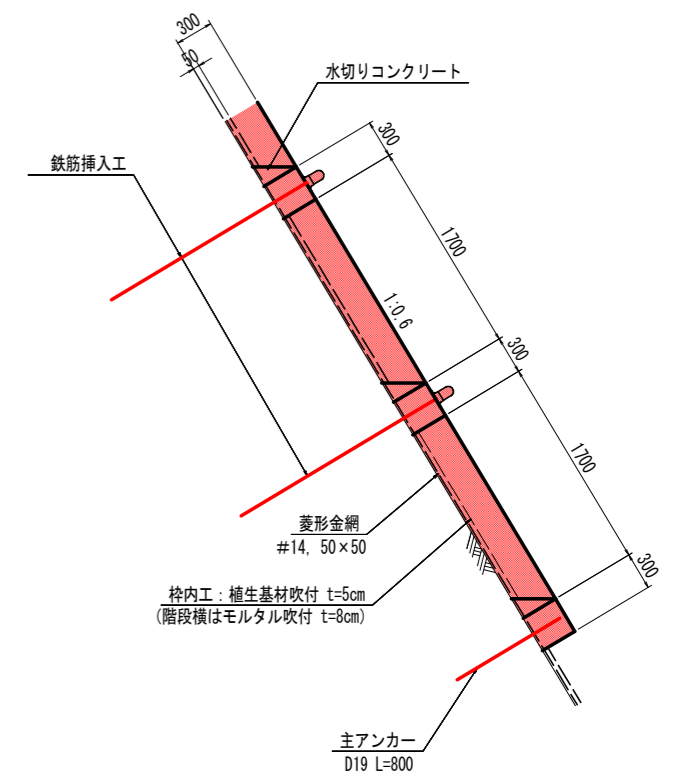 300
50
水切りコンクリート
300
鉄筋挿入工
1700
1:0.6
300
1700
菱形金網
#14, 50×50
300
枠内工：植生基材吹付 t=5cm
(階段横はモルタル吹付 t=8cm)
主アンカー
D19 L=800